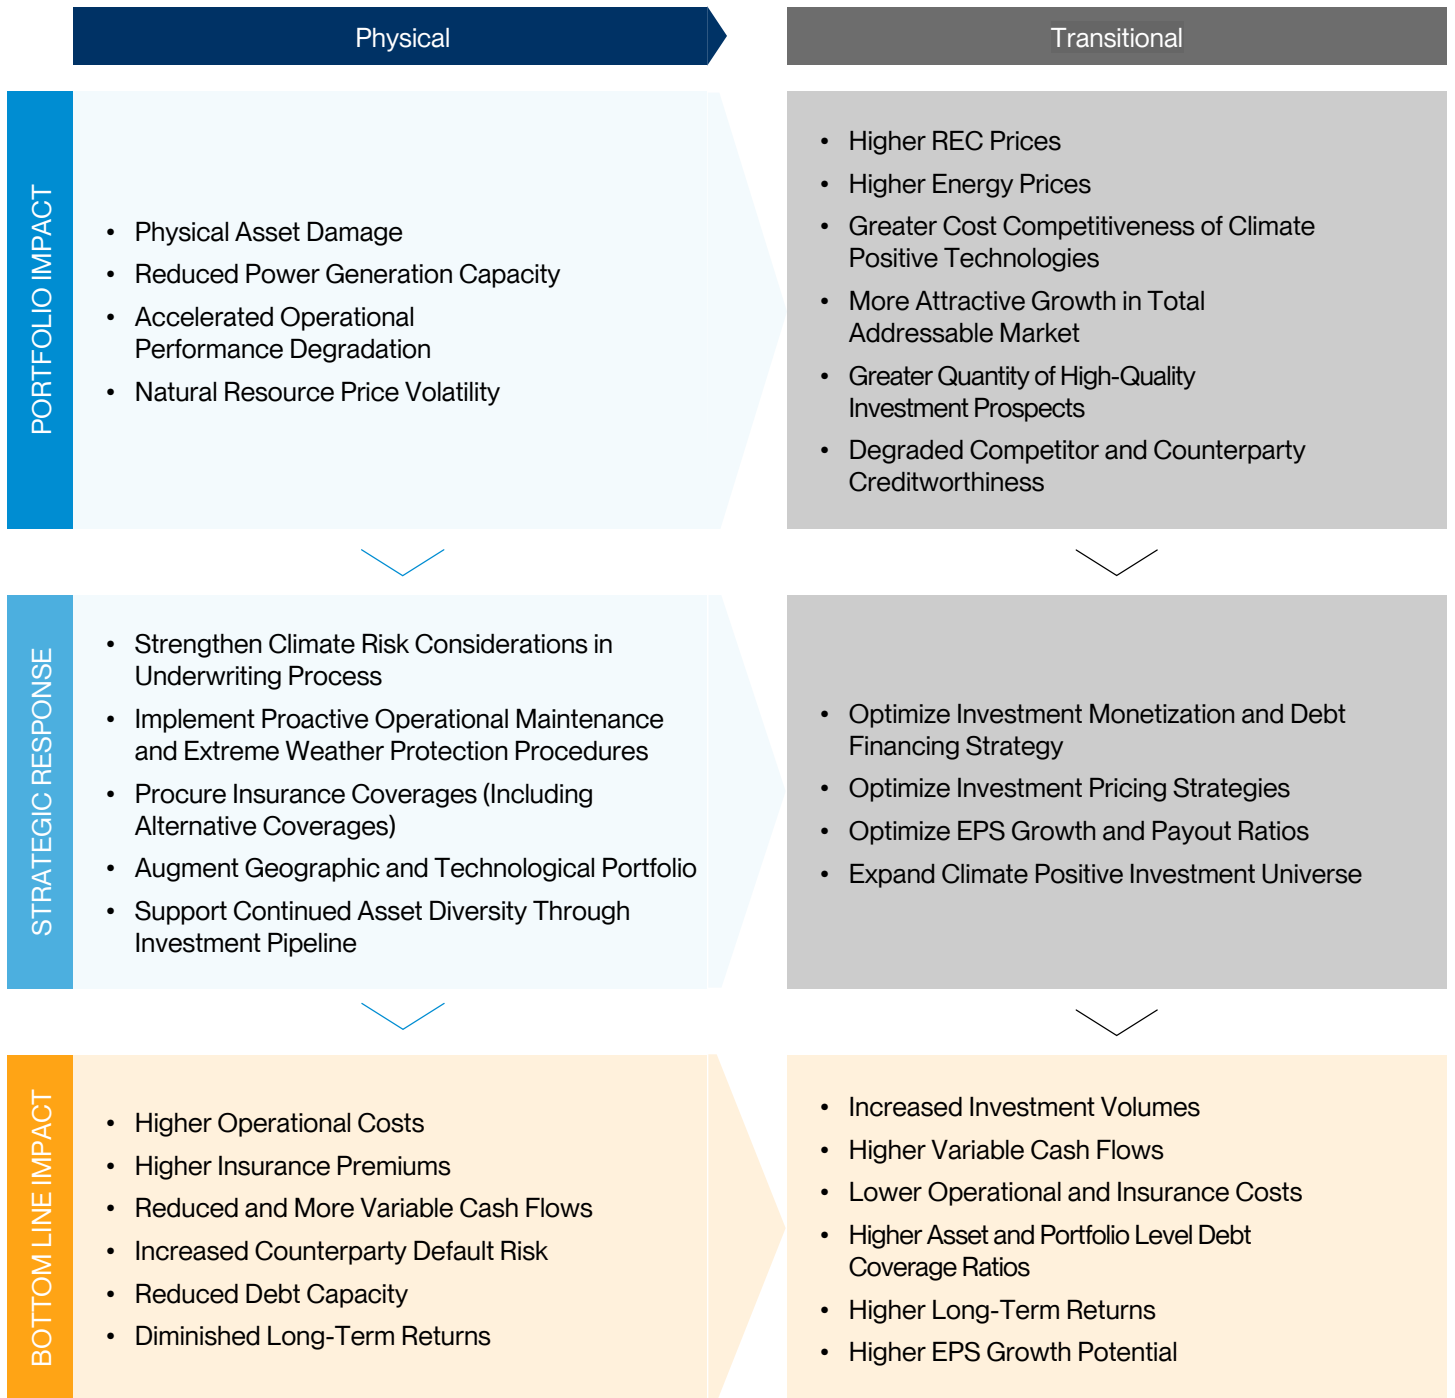 Physical
Transitional
PORTFOLIO IMPACT
• Physical Asset Damage
• Reduced Power Generation Capacity
• Accelerated Operational
Performance Degradation
• Natural Resource Price Volatility
• Higher REC Prices
• Higher Energy Prices
• Greater Cost Competitiveness of Climate
Positive Technologies
• More Attractive Growth in Total
Addressable Market
• Greater Quantity of High-Quality
Investment Prospects
• Degraded Competitor and Counterparty
Creditworthiness
STRATEGIC RESPONSE
• Strengthen Climate Risk Considerations in
Underwriting Process
• Implement Proactive Operational Maintenance
and Extreme Weather Protection Procedures
• Procure Insurance Coverages (Including
Alternative Coverages)
• Augment Geographic and Technological Portfolio
• Support Continued Asset Diversity Through
Investment Pipeline
• Optimize Investment Monetization and Debt
Financing Strategy
• Optimize Investment Pricing Strategies
• Optimize EPS Growth and Payout Ratios
• Expand Climate Positive Investment Universe
BOTTOM LINE IMPACT
• Higher Operational Costs
• Higher Insurance Premiums
• Reduced and More Variable Cash Flows
• Increased Counterparty Default Risk
• Reduced Debt Capacity
• Diminished Long-Term Returns
• Increased Investment Volumes
• Higher Variable Cash Flows
• Lower Operational and Insurance Costs
• Higher Asset and Portfolio Level Debt
Coverage Ratios
• Higher Long-Term Returns
• Higher EPS Growth Potential